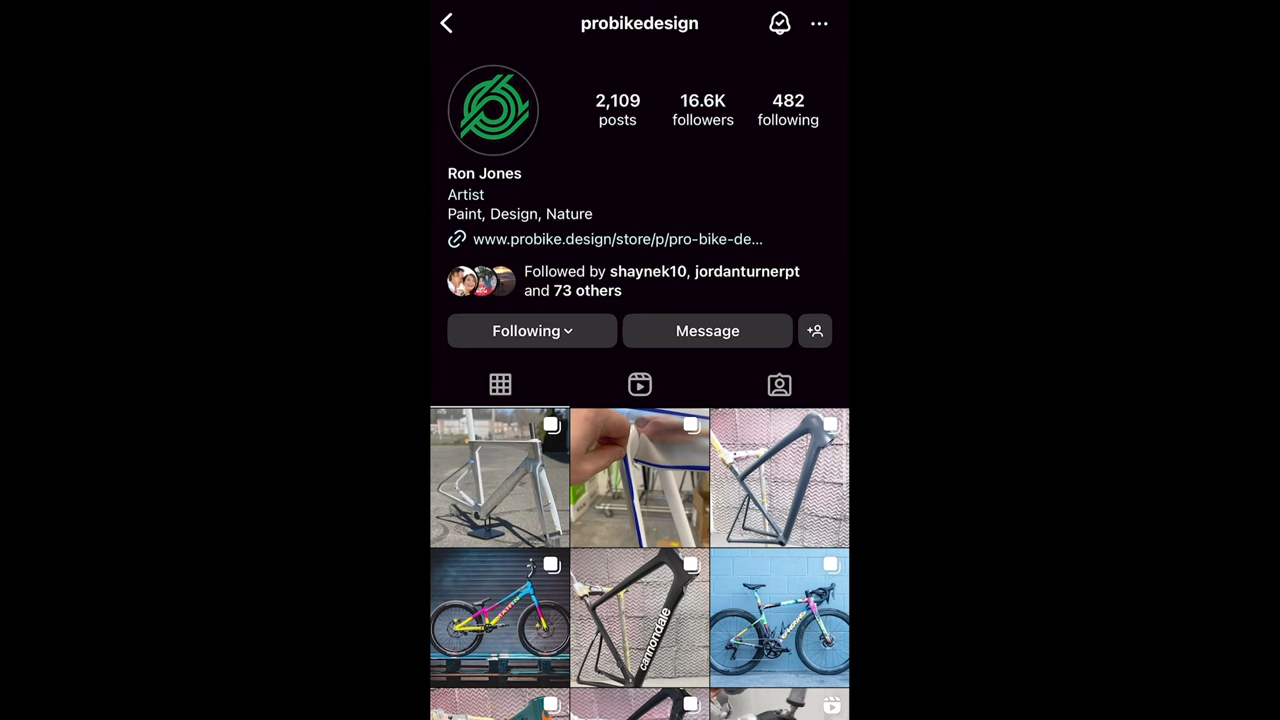 probikedesign
2,109
posts
16.6K
followers
482
following
Ron Jones
Artist
Paint, Design, Nature
www.probike.design/store/p/pro-bike-de...
Followed by shaynek10, jordanturnerpt
and 73 others
Following
Message
cannondale